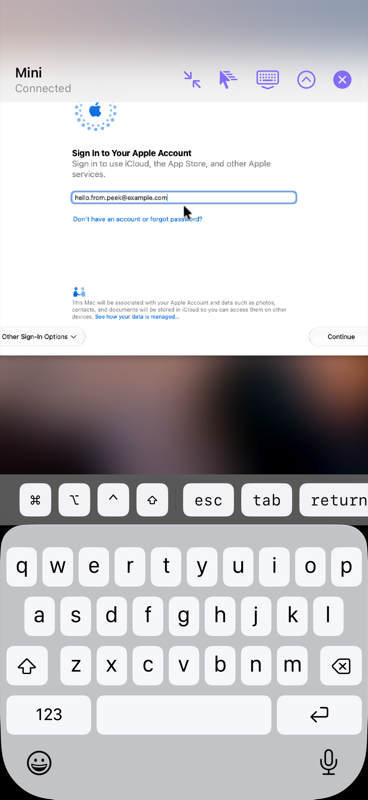 Mini
Connected
Sign In to Your Apple Account
Sign in to use iCloud, the App Store, and other Apple
services.
hello.from.peek@example.com
Don't have an account or forgot password?
This Mac will be associated with your Apple Account and data such as photos,
contacts, and documents will be stored in iCloud so you can access them on other
devices. See how your data is managed...
Other Sign-In Options
Continue
⌘ ⌥ ^ ⇧ esc tab return
q w e r t y u i o p
a s d f g h j k l
z x c v b n m
123